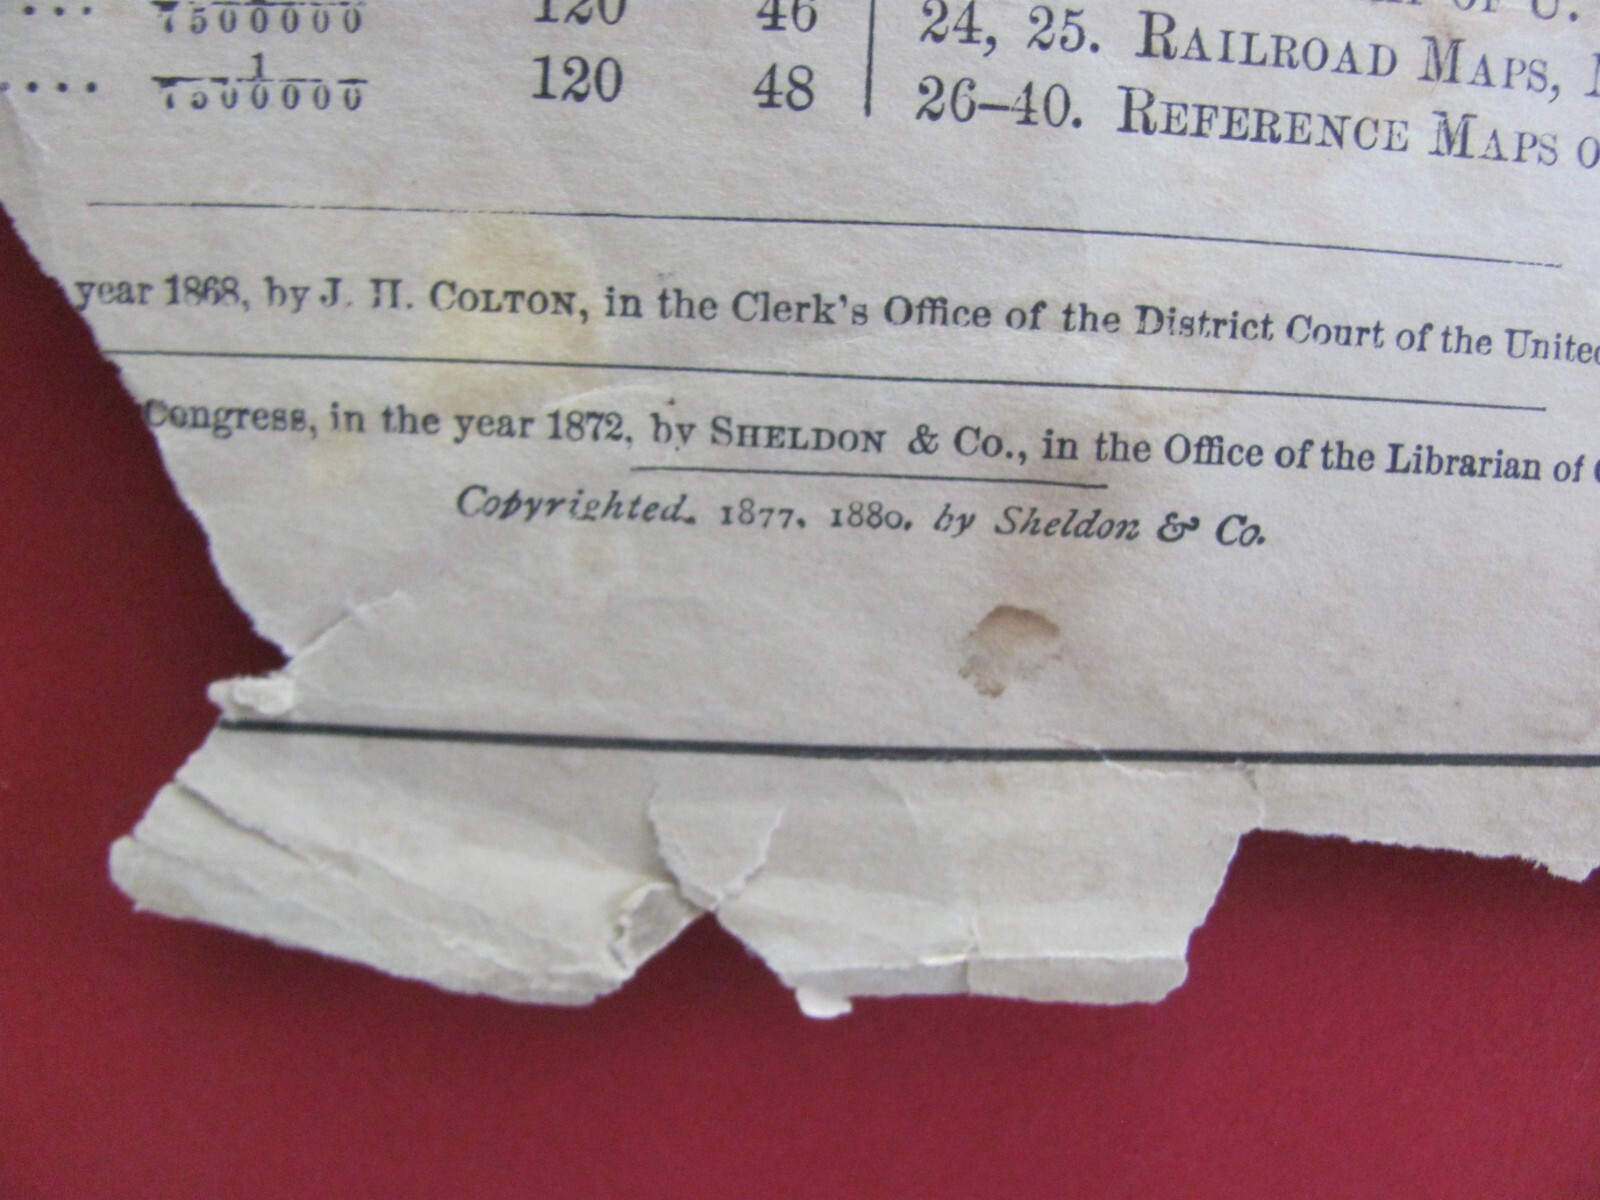 .... 1/7500000 120 46 24, 25. RAILROAD MAPS,
.... 1/7500000 120 48 26–40. REFERENCE MAPS
year 1868, by J. H. COLTON, in the Clerk's Office of the District Court of the United
Congress, in the year 1872, by SHELDON & Co., in the Office of the Librarian of
Copyrighted, 1877, 1880, by Sheldon & Co.